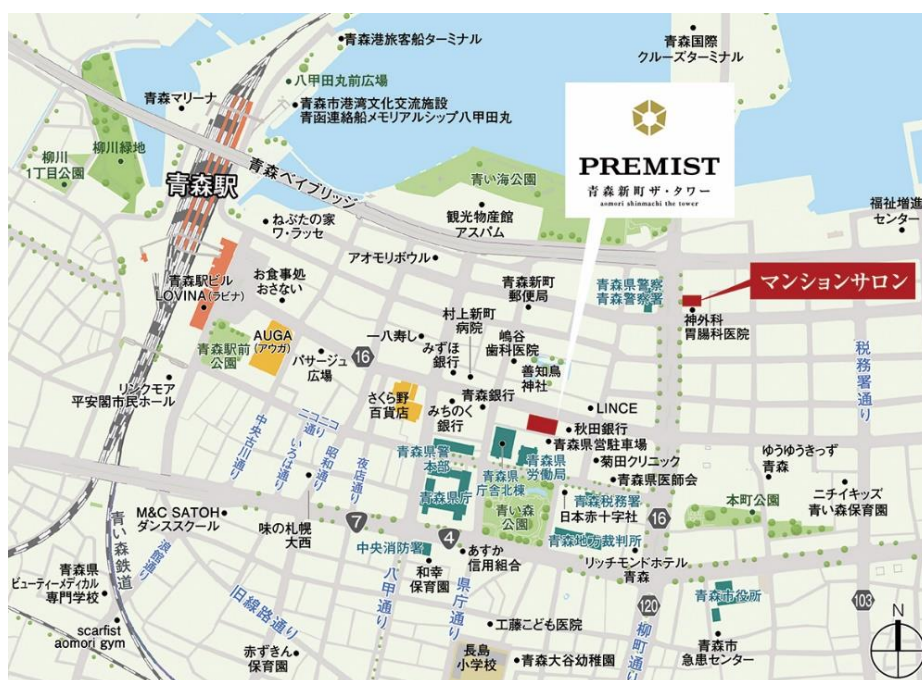 青森港旅客船ターミナル
青森国際
クルーズターミナル
八甲田丸前広場
青森マリーナ
青森市港湾文化交流施設
青函連絡船メモリアルシップ八甲田丸
柳川
1丁目公園
柳川緑地
青森駅
青森ベイブリッジ
青い海公園
PREMIST
青森新町ザ・タワー
aomori shinmachi the tower
観光物産館
アスパム
福祉増進
センター
ねぶたの家
ワ・ラッセ
アオモリボウル
青森駅ビル
LOVINA(ラビナ)
お食事処
おさない
青森新町
郵便局
青森県警察
青森警察署
マンションサロン
神外科
胃腸科医院
村上新町
病院
嶋谷
歯科医院
一八寿し
みずほ
銀行
善知鳥
神社
AUGA
(アウガ)
青森駅前
公園
パサージュ
広場
16
税務署通り
リンクモア
平安閣市民ホール
さくら野
百貨店
みちのく
銀行
青森銀行
LINCE
秋田銀行
青森県営駐車場
菊田クリニック
青森県医師会
ニコニコ
通り
いろは通り
昭和通り
中央古川通り
夜店通り
青森県警
本部
青森県庁
青森県
庁舎北棟
青森県
労働局
青い森
公園
青森税務署
日本赤十字社
ゆうゆうきっず
青森
本町公園
ニチイキッズ
青い森保育園
16
M&C SATOH
ダンススクール
味の札幌
大西
7
4
中央消防署
あすか
信用組合
青森地方裁判所
リッチモンドホテル
青森
青い森鉄道
浪館通り
青森県
ビューティーメディカル
専門学校
旧線路通り
八甲通り
県庁通り
和幸
保育園
青森市役所
120
柳町通り
103
N
scarfist
aomori gym
赤ずきん
保育園
工藤こども医院
長島
小学校
青森大谷幼稚園
青森市
急患センター